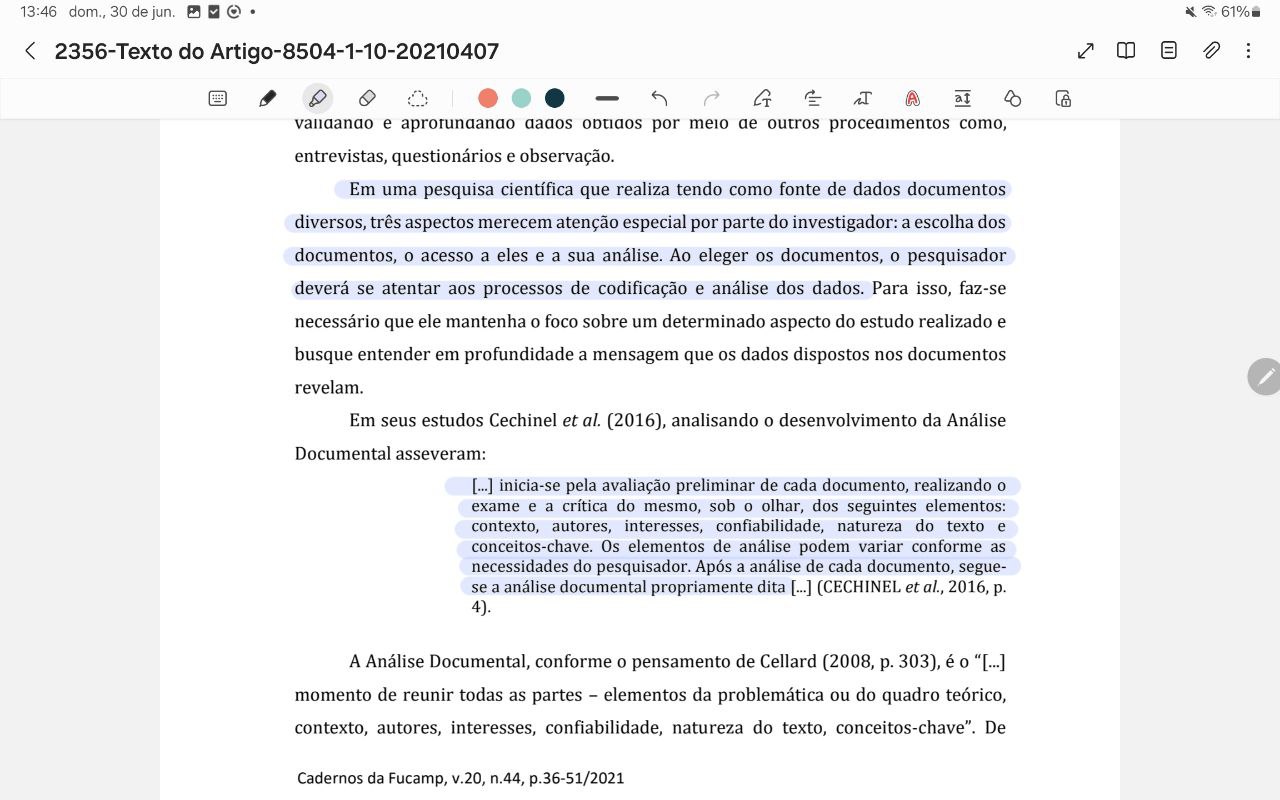 13:46 dom., 30 de jun. 61%
2356-Texto do Artigo-8504-1-10-20210407
validando e aprofundando dados obtidos por meio de outros procedimentos como,
entrevistas, questionários e observação.
Em uma pesquisa científica que realiza tendo como fonte de dados documentos
diversos, três aspectos merecem atenção especial por parte do investigador: a escolha dos
documentos, o acesso a eles e a sua análise. Ao eleger os documentos, o pesquisador
deverá se atentar aos processos de codificação e análise dos dados. Para isso, faz-se
necessário que ele mantenha o foco sobre um determinado aspecto do estudo realizado e
busque entender em profundidade a mensagem que os dados dispostos nos documentos
revelam.
Em seus estudos Cechinel et al. (2016), analisando o desenvolvimento da Análise
Documental asseveram:
[...] inicia-se pela avaliação preliminar de cada documento, realizando o
exame e a crítica do mesmo, sob o olhar, dos seguintes elementos:
contexto, autores, interesses, confiabilidade, natureza do texto e
conceitos-chave. Os elementos de análise podem variar conforme as
necessidades do pesquisador. Após a análise de cada documento, segue-
se a análise documental propriamente dita [...] (CECHINEL et al., 2016, p.
4).
A Análise Documental, conforme o pensamento de Cellard (2008, p. 303), é o “[...]
momento de reunir todas as partes – elementos da problemática ou do quadro teórico,
contexto, autores, interesses, confiabilidade, natureza do texto, conceitos-chave”. De
Cadernos da Fucamp, v.20, n.44, p.36-51/2021